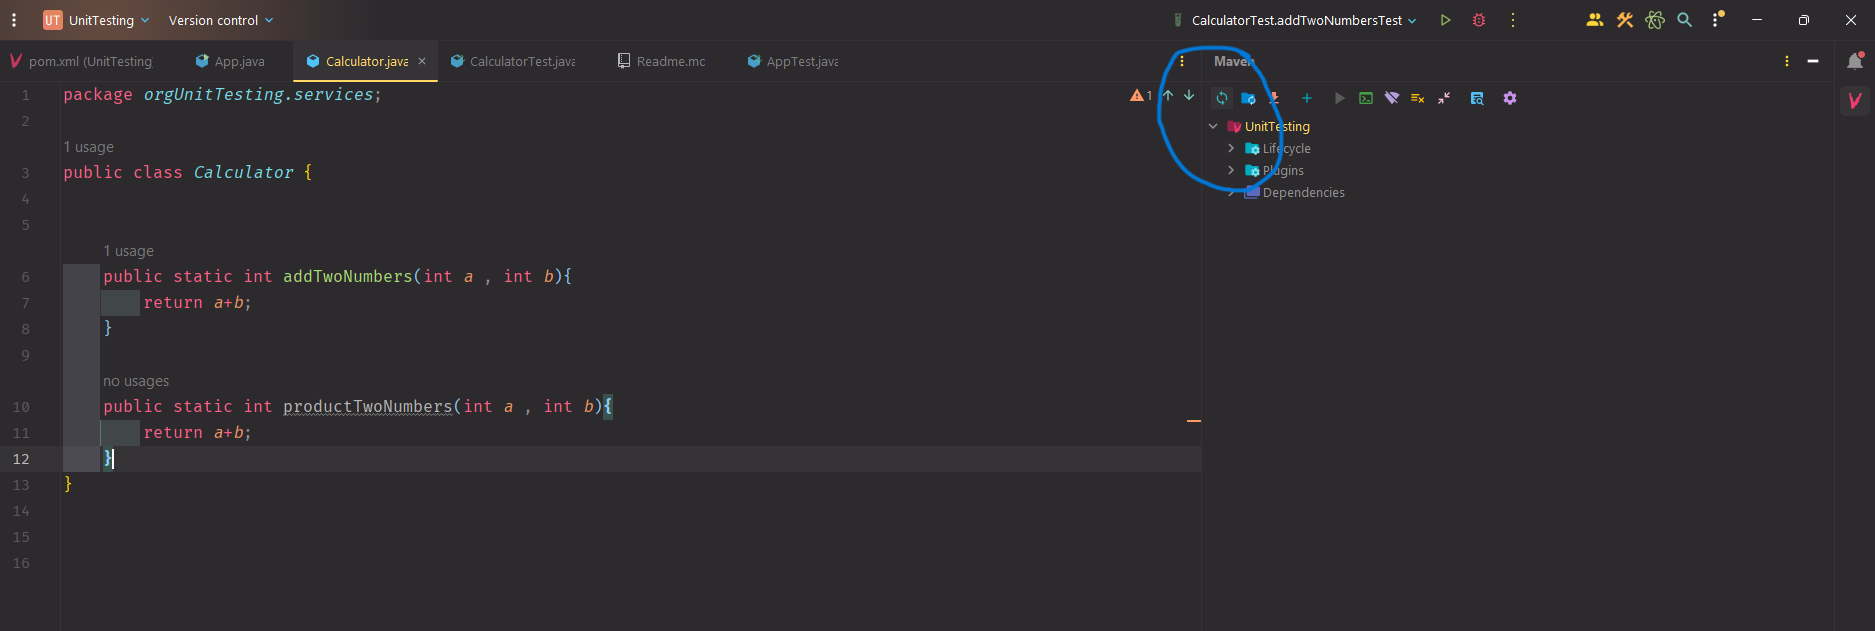 UT UnitTesting Version control CalculatorTest.addTwoNumbersTest
pom.xml (UnitTesting App.java Calculator.java CalculatorTest.java Readme.mc AppTest.java Maven
1 package orgUnitTesting.services; 1
2
1 usage
3 public class Calculator {
4
5
1 usage
6 public static int addTwoNumbers(int a , int b){
7 return a+b;
8 }
9
no usages
10 public static int productTwoNumbers(int a , int b){
11 return a+b;
12 }
13 }
14
15
16
UnitTesting
Lifecycle
Plugins
Dependencies